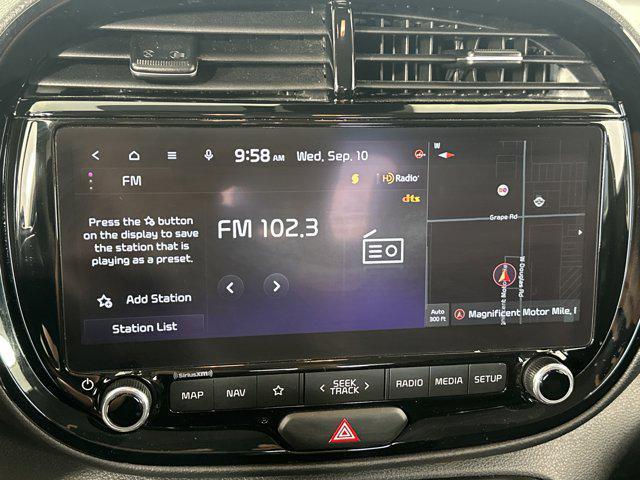 9:58 AM Wed, Sep. 10
FM
HD Radio
dts
W
Press the button
on the display to save
the station that is
playing as a preset.
FM 102.3
Grape Rd
W Douglas Rd
Add Station
Station List
Auto
300 ft
Magnificent Motor Mile,
SiriusXM
MAP
NAV
SEEK
TRACK
RADIO
MEDIA
SETUP